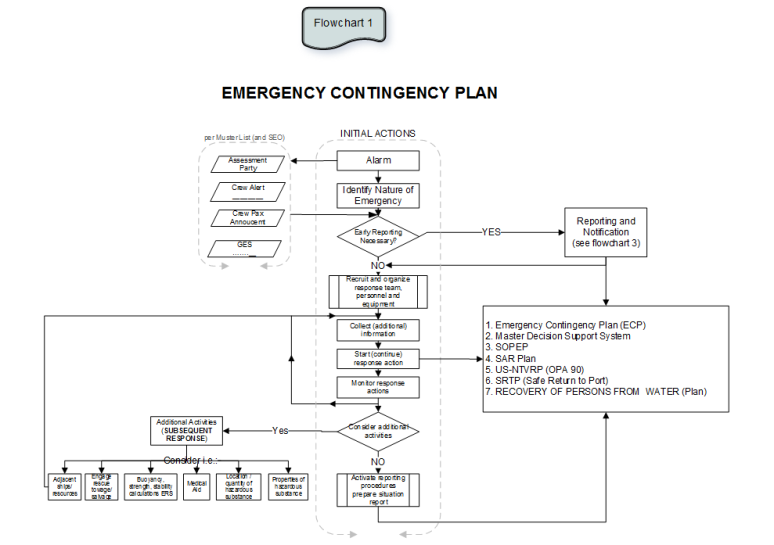 Flowchart 1
EMERGENCY CONTINGENCY PLAN
per Muster List (and SEO)
INITIAL ACTIONS
Assessment
Party
Alarm
Crew Alert
Identify Nature of
Emergency
Crew Pax
Annoucent
Early Reporting
Necessary?
YES
Reporting and
Notification
(see flowchart 3)
GES
NO
Recruit and organize
response team,
personnel and
equipment
Collect (additional)
information
Start (continue)
response action
Monitor response
actions
1. Emergency Contingency Plan (ECP)
2. Master Decision Support System
3. SOPEP
4. SAR Plan
5. US-NTVRP (OPA 90)
6. SRTP (Safe Return to Port)
7. RECOVERY OF PERSONS FROM WATER (Plan)
Additional Activities
(SUBSEQUENT
RESPONSE)
Yes
Consider additional
activities
Consider i.e.:
NO
Adjacent
ships/
resources
Engage
rescue
towage/
salvage
Buoyancy,
strength, stability
calculations ERS
Medical
Aid
Location /
quantity of
hazardous
substance
Properties of
hazardous
substance
Activate reporting
procedures
prepare situation
report